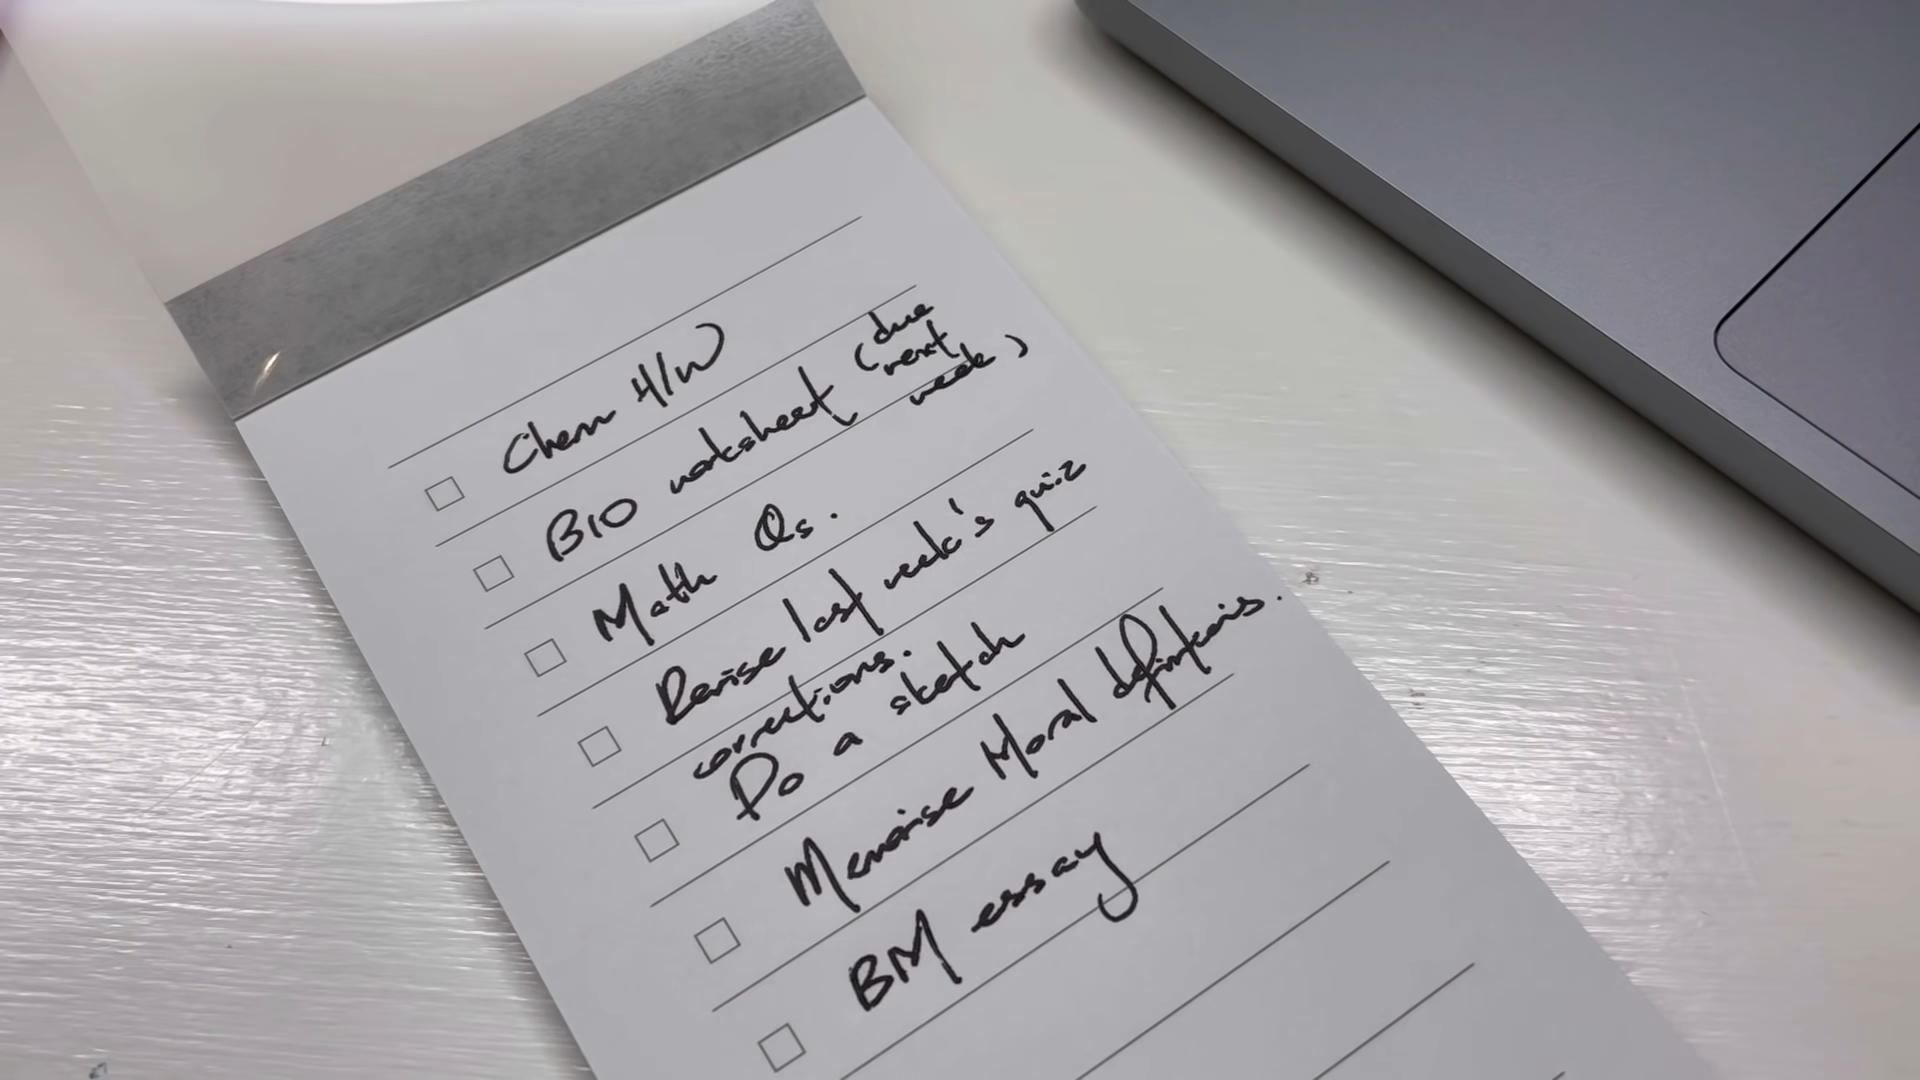 Chem H/W
BIO worksheet (due
next
week)
Math Qs.
Revise last week's quiz
corrections.
Do a sketch
Memorise Moral definitions.
BM essay